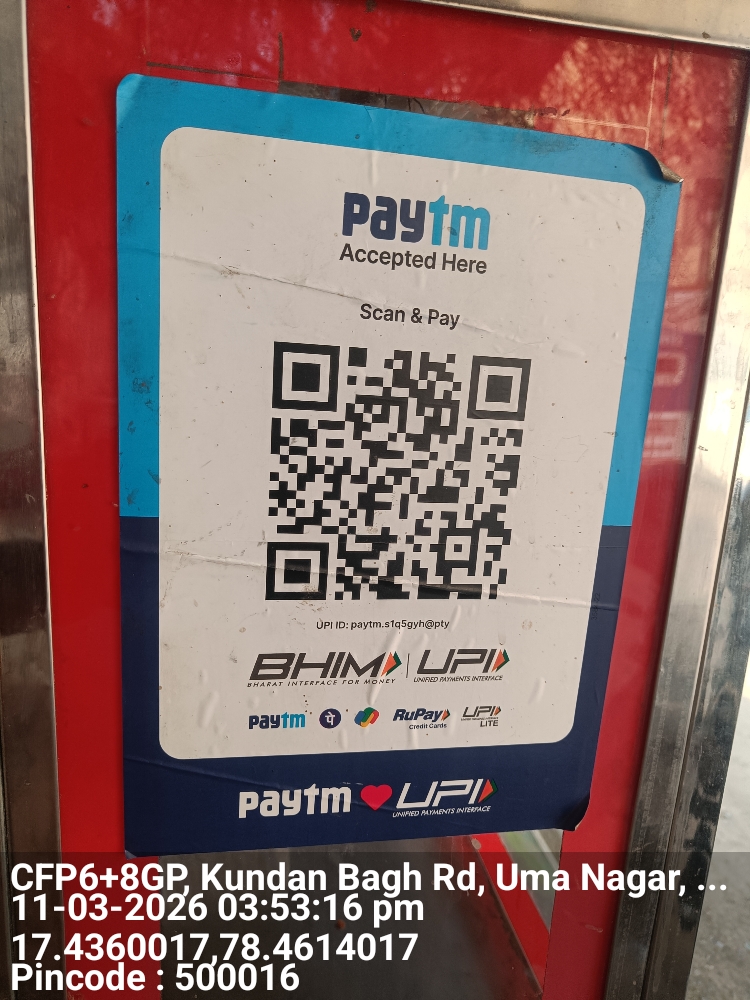 paytm
Accepted Here
Scan & Pay
UPI ID: paytm.s1q5gyh@pty
BHIM | UPI
BHARAT INTERFACE FOR MONEY UNIFIED PAYMENTS INTERFACE
paytm पे RuPay UPI
Credit Cards LITE
paytm UPI
UNIFIED PAYMENTS INTERFACE
CFP6+8GP, Kundan Bagh Rd, Uma Nagar, ...
11-03-2026 03:53:16 pm
17.4360017,78.4614017
Pincode : 500016